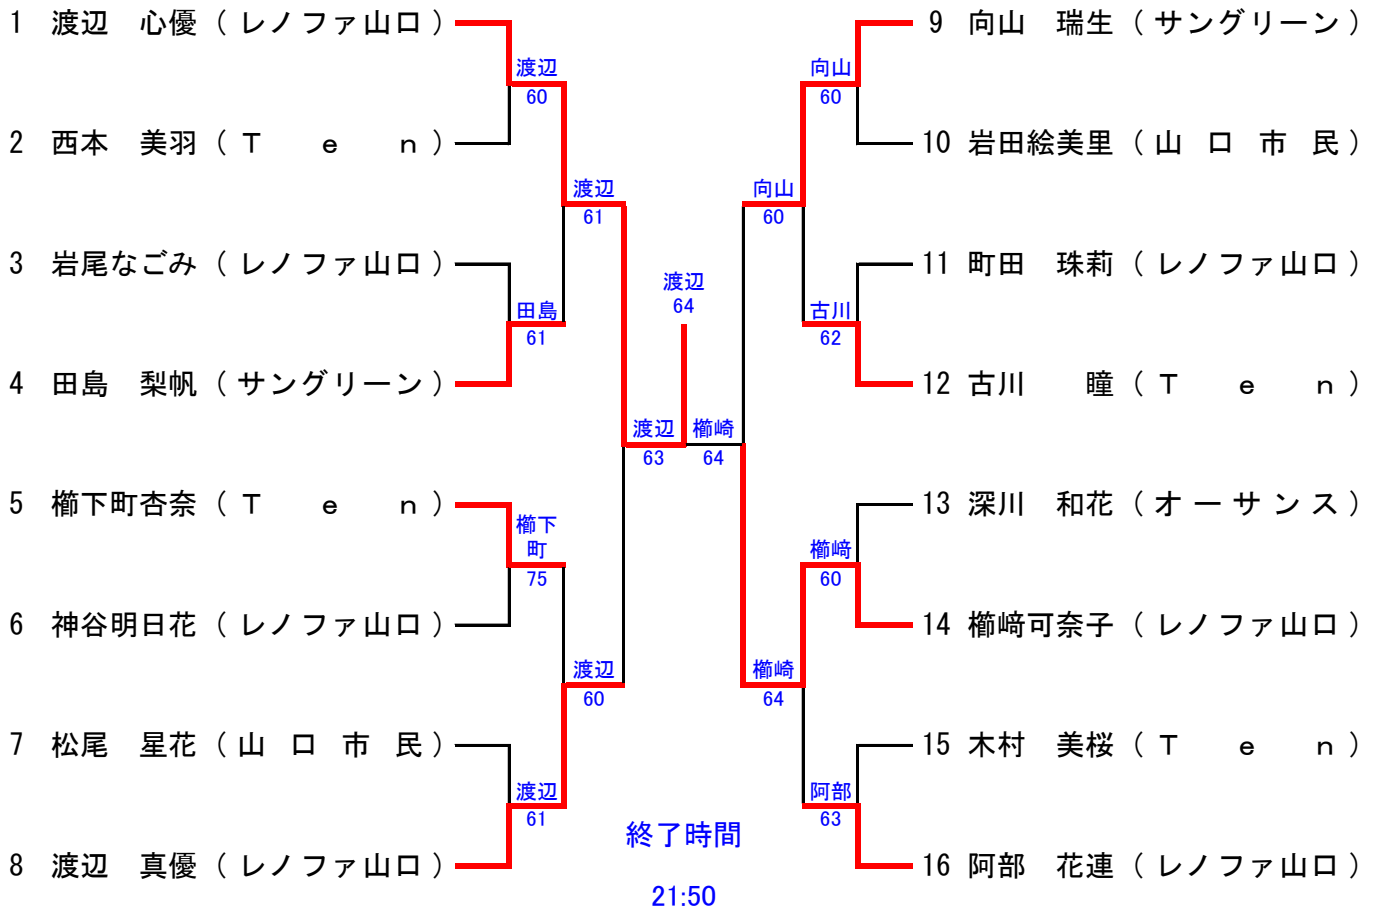 1 渡辺 心優（レノファ山口）
2 西本 美羽（Ｔｅｎ）
3 岩尾なごみ（レノファ山口）
4 田島 梨帆（サングリーン）
5 櫛下町杏奈（Ｔｅｎ）
6 神谷明日花（レノファ山口）
7 松尾 星花（山口市民）
8 渡辺 真優（レノファ山口）
渡辺
60
田島
61
櫛下
町
75
渡辺
61
渡辺
61
渡辺
60
渡辺
63
渡辺
64
櫛崎
64
向山
60
櫛崎
64
向山
60
古川
62
櫛﨑
60
阿部
63
9 向山 瑞生（サングリーン）
10 岩田絵美里（山口市民）
11 町田 珠莉（レノファ山口）
12 古川 瞳（Ｔｅｎ）
13 深川 和花（オーサンス）
14 櫛﨑可奈子（レノファ山口）
15 木村 美桜（Ｔｅｎ）
16 阿部 花連（レノファ山口）
終了時間
21:50